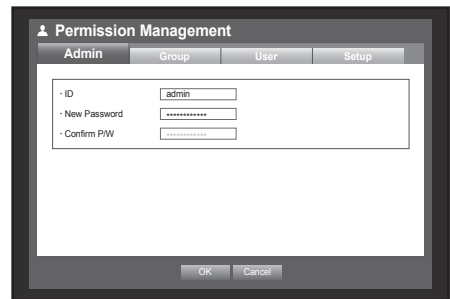 Permission Management
Admin Group User Setup
· ID admin
· New Password ••••••••••••
· Confirm P/W ••••••••••••
OK Cancel